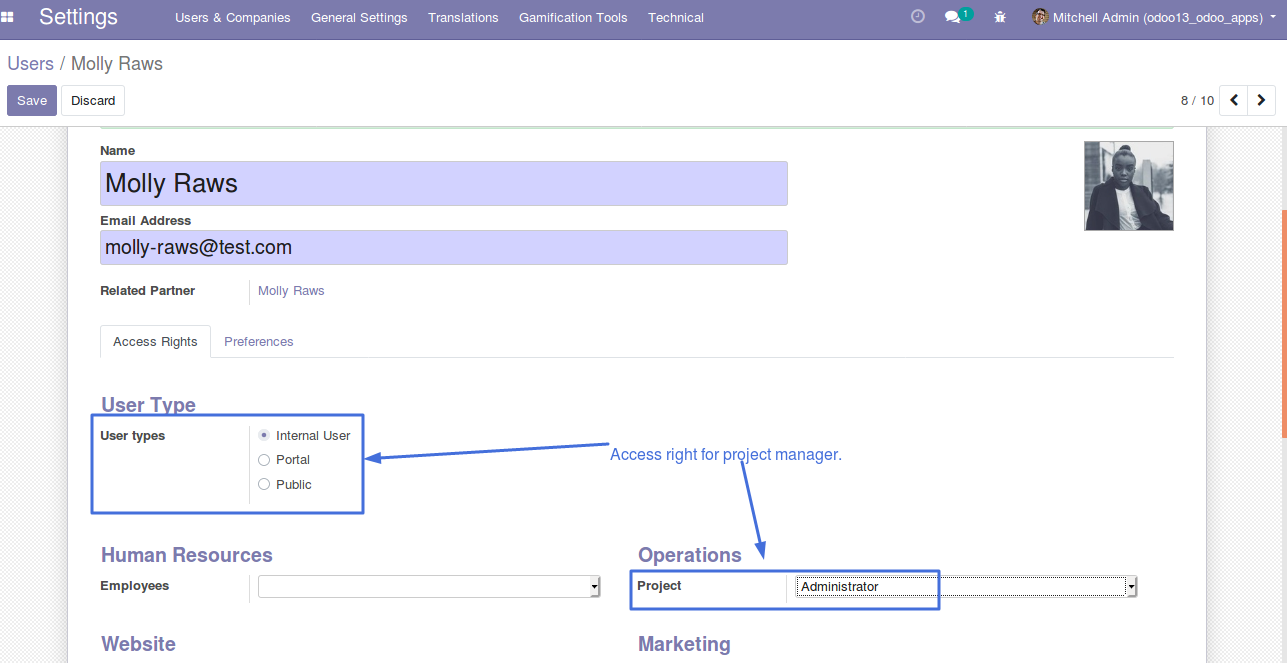 Settings Users & Companies General Settings Translations Gamification Tools Technical 1 Mitchell Admin (odoo13_odoo_apps)
Users / Molly Raws
Save Discard 8 / 10
Name
Molly Raws
Email Address
molly-raws@test.com
Related Partner Molly Raws
Access Rights Preferences
User Type
User types Internal User
Access right for project manager.
Portal
Public
Human Resources Operations
Employees Project Administrator
Website Marketing